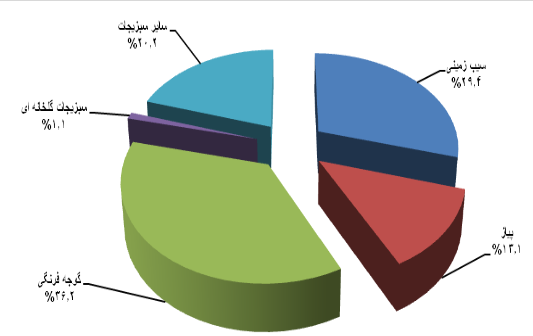 سایر سبزیجات
%۲۰.۲
سیب زمینی
%۲۹.۴
سبزیجات گلخانه ای
%۱.۱
پیاز
%۱۳.۱
گوجه فرنگی
%۳۶.۲